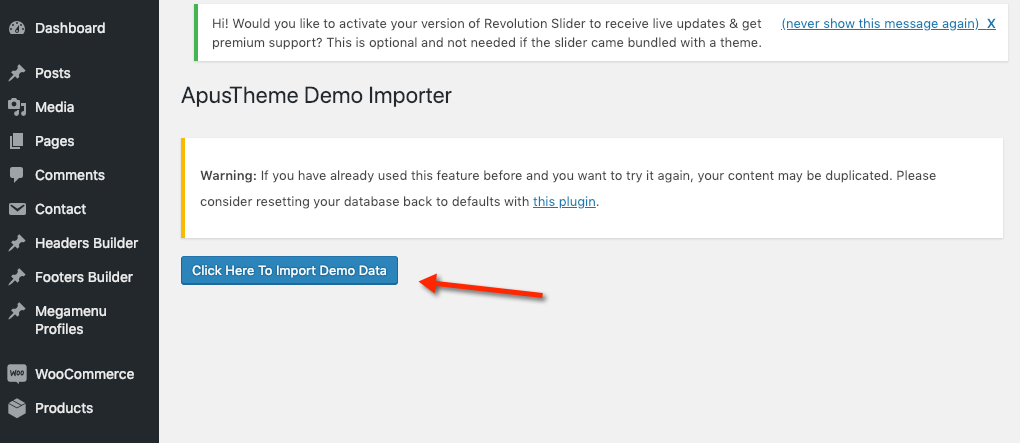 Dashboard
Posts
Media
Pages
Comments
Contact
Headers Builder
Footers Builder
Megamenu
Profiles
WOO
WooCommerce
Products
Hi! Would you like to activate your version of Revolution Slider to receive live updates & get
premium support? This is optional and not needed if the slider came bundled with a theme.
(never show this message again) X
ApusTheme Demo Importer
Warning: If you have already used this feature before and you want to try it again, your content may be duplicated. Please
consider resetting your database back to defaults with this plugin.
Click Here To Import Demo Data